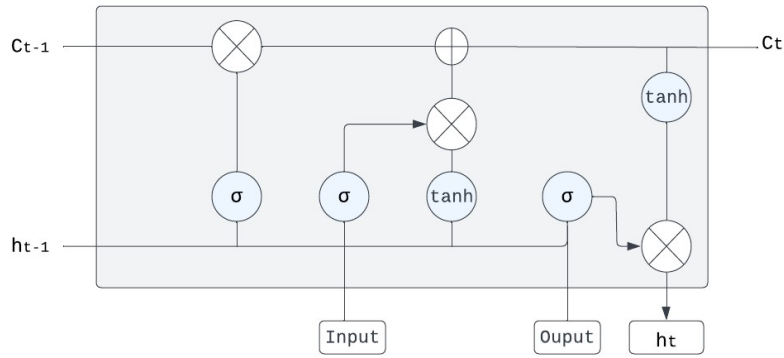 Ct-1
Ct
tanh
σ
σ
tanh
σ
ht-1
Input
Ouput
ht